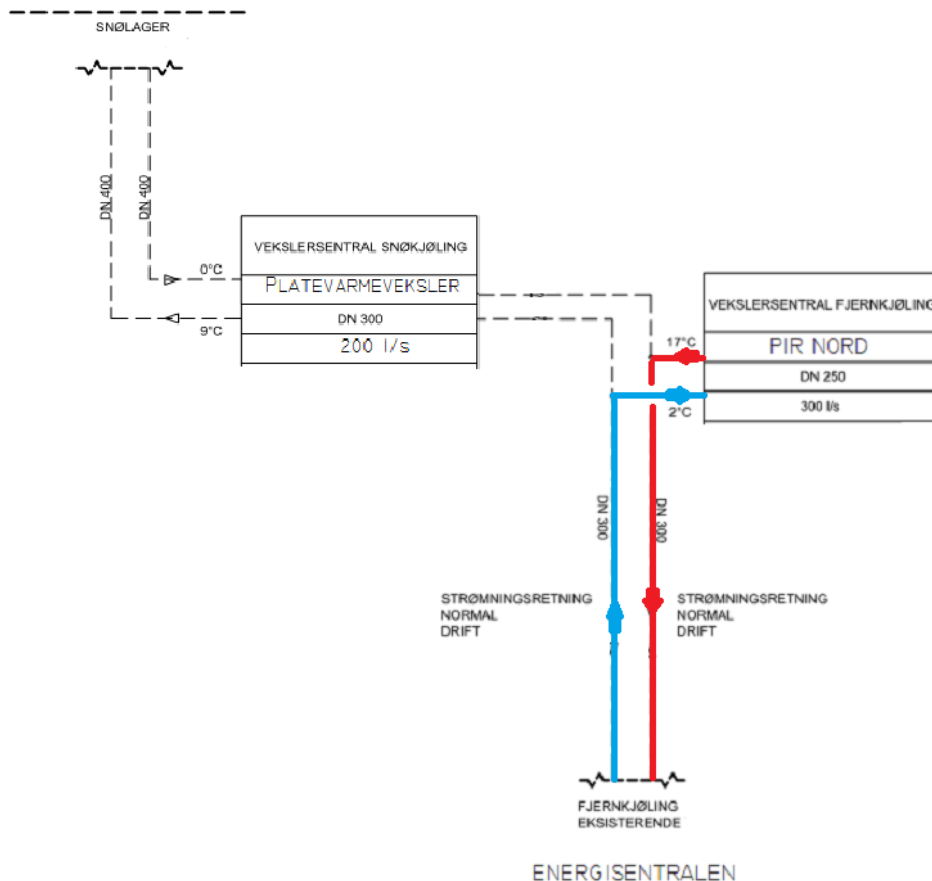 SNØLAGER
DN 400
DN 400
VEKSLERSENTRAL SNØKJØLING
0°C
PLATEVARMEVEKSLER
9°C
DN 300
200 l/s
VEKSLERSENTRAL FJERNKJØLING
17°C
PIR NORD
DN 250
2°C
300 l/s
DN 300
DN 300
STRØMNINGSRETNING
NORMAL
DRIFT
STRØMNINGSRETNING
NORMAL
DRIFT
FJERNKJØLING
EKSISTERENDE
ENERGISENTRALEN